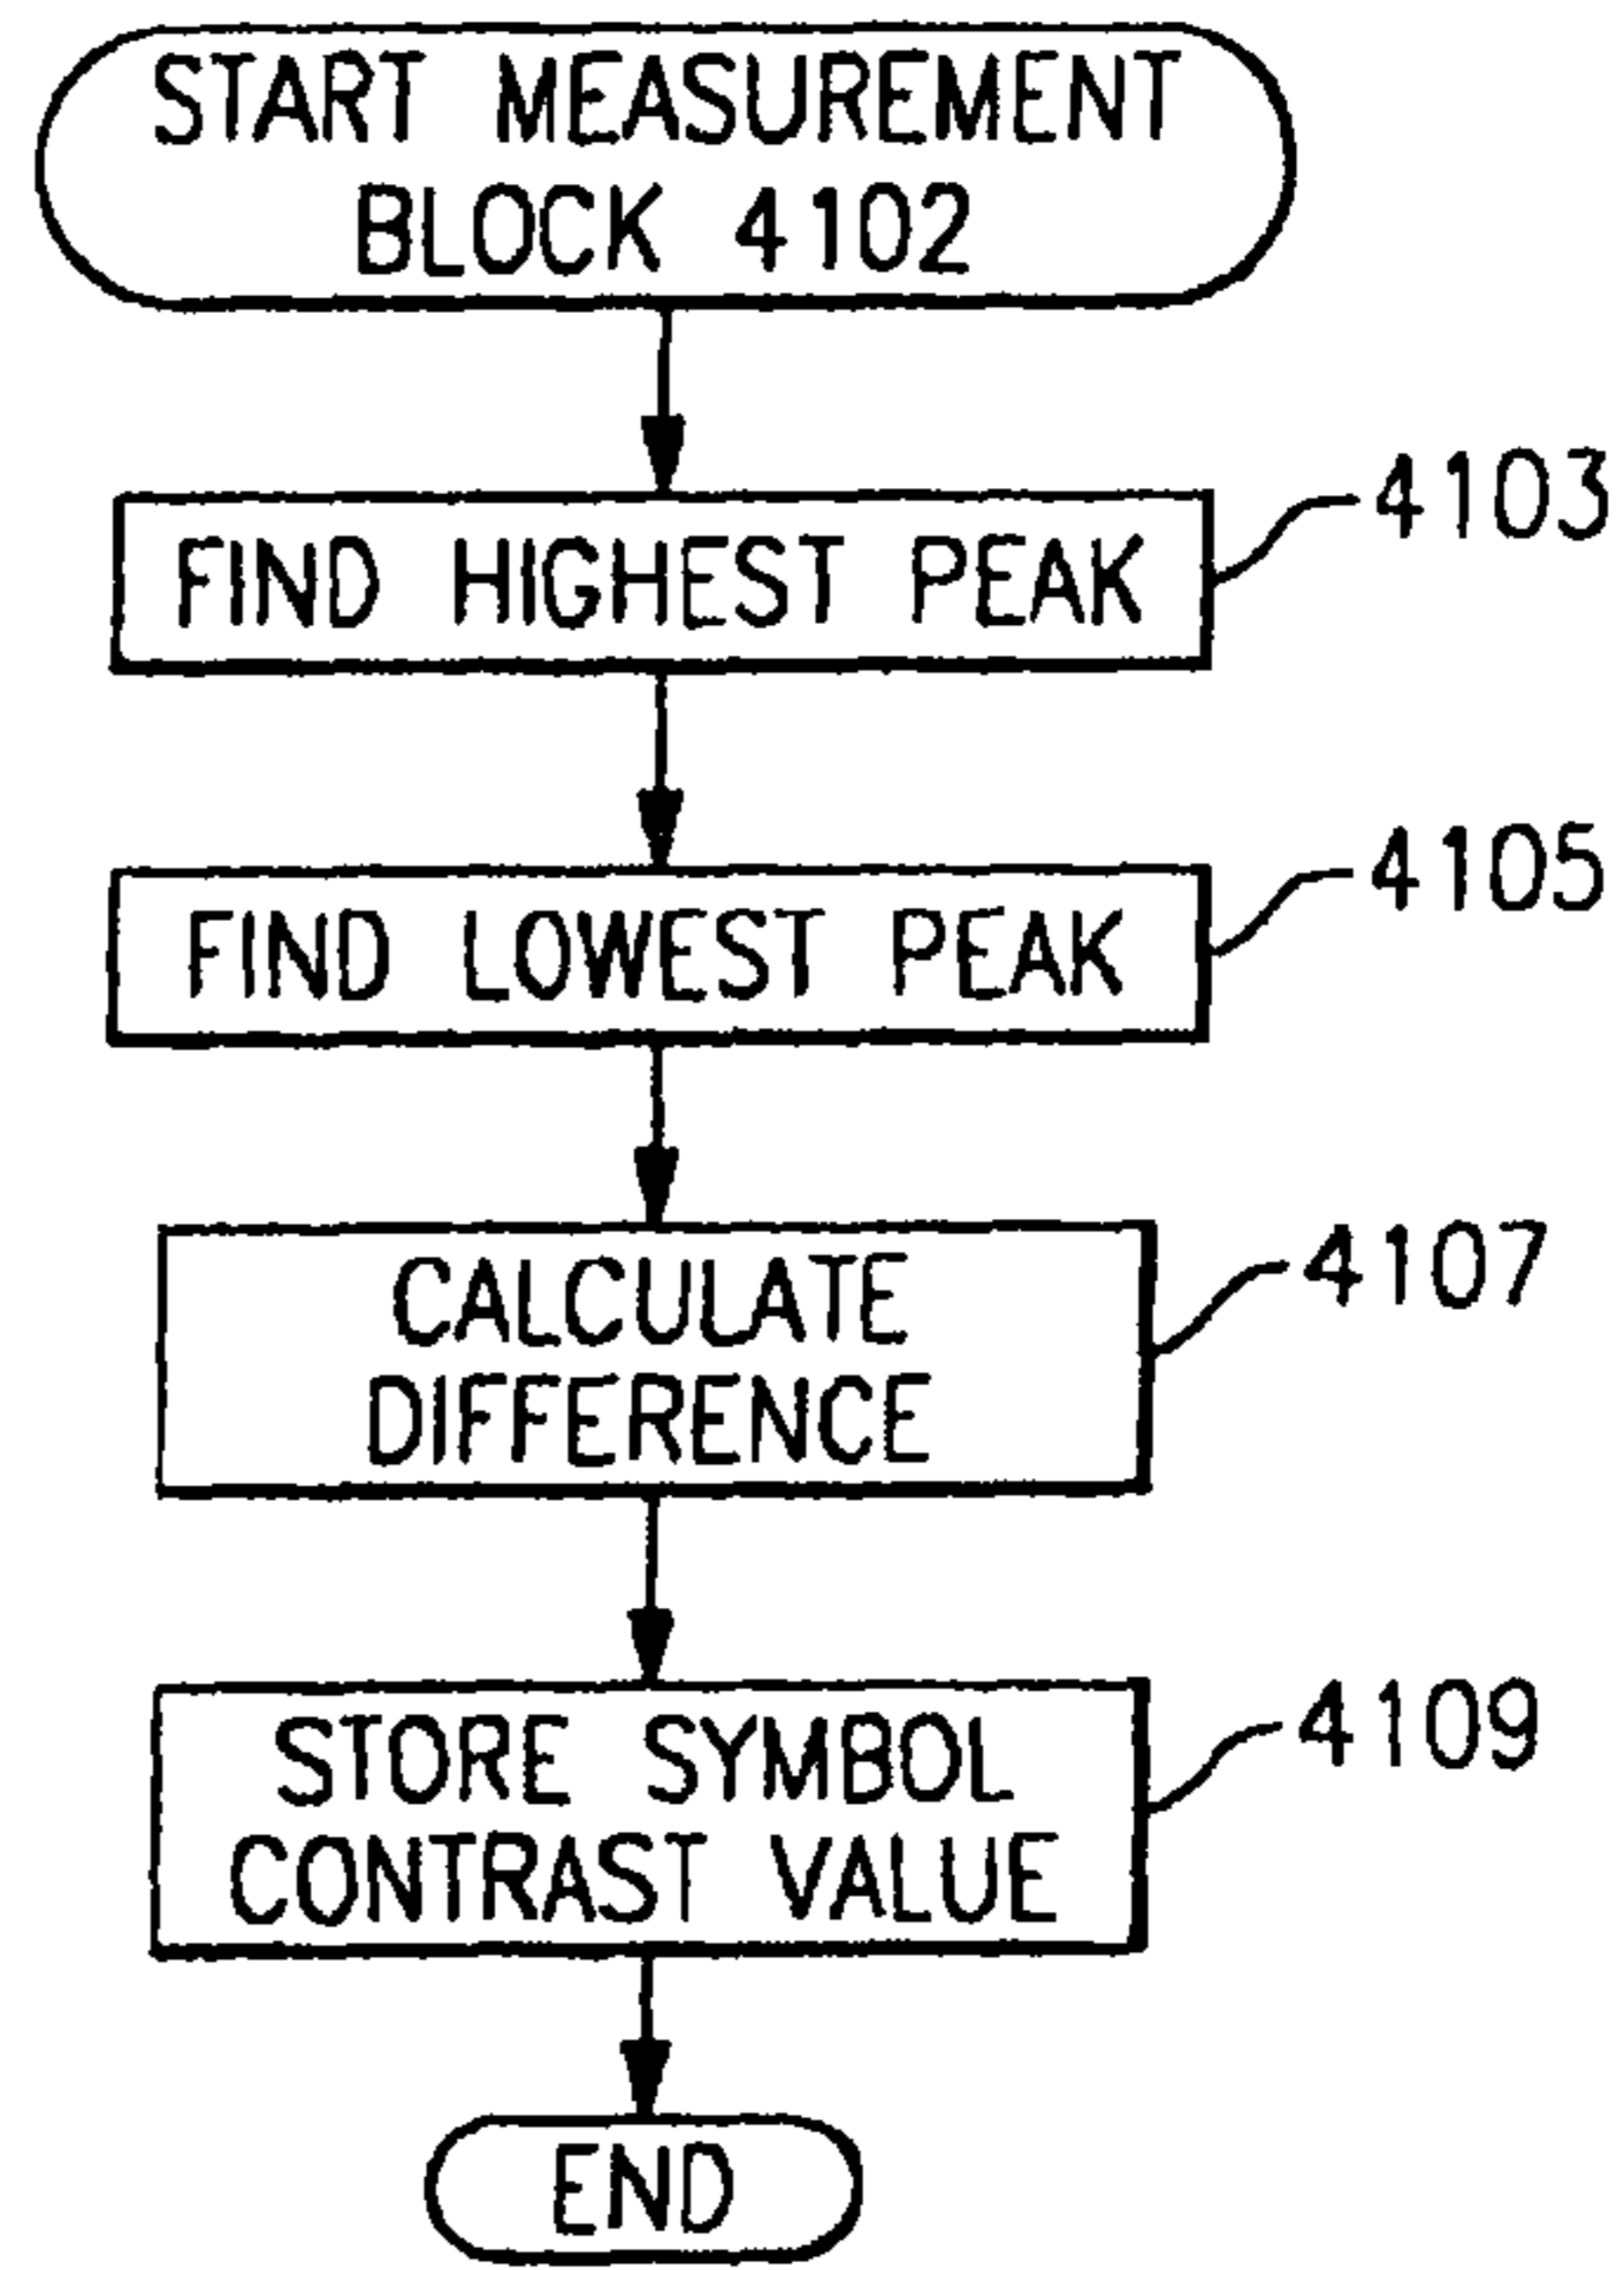 START MEASUREMENT
BLOCK 4102
4103
FIND HIGHEST PEAK
4105
FIND LOWEST PEAK
4107
CALCULATE
DIFFERENCE
4109
STORE SYMBOL
CONTRAST VALUE
END